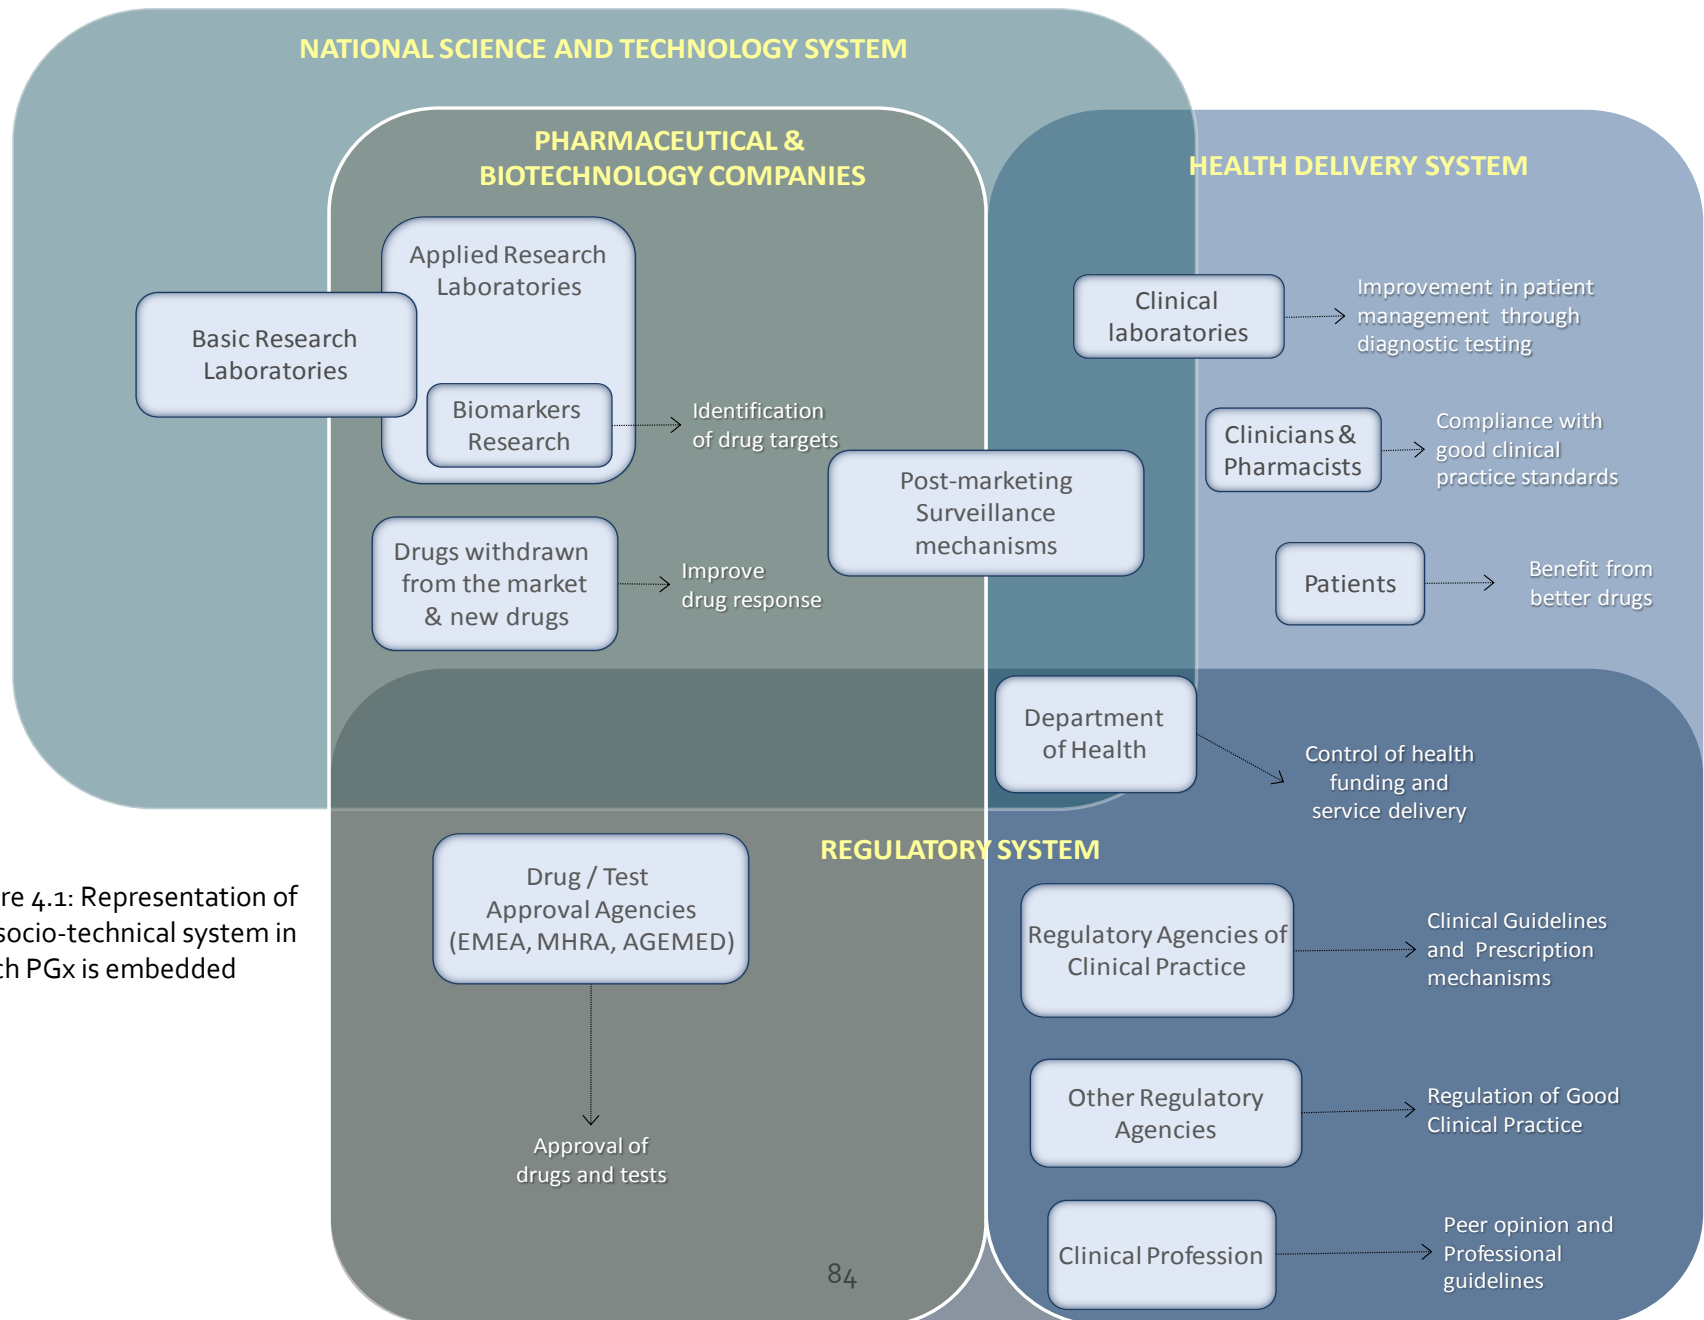 NATIONAL SCIENCE AND TECHNOLOGY SYSTEM
PHARMACEUTICAL &
BIOTECHNOLOGY COMPANIES
HEALTH DELIVERY SYSTEM
Applied Research
Laboratories
Basic Research
Laboratories
Biomarkers
Research
Identification
of drug targets
Clinical
laboratories
Improvement in patient
management through
diagnostic testing
Clinicians &
Pharmacists
Compliance with
good clinical
practice standards
Post-marketing
Surveillance
mechanisms
Drugs withdrawn
from the market
& new drugs
Improve
drug response
Patients
Benefit from
better drugs
Department
of Health
Control of health
funding and
service delivery
REGULATORY SYSTEM
Drug / Test
Approval Agencies
(EMEA, MHRA, AGEMED)
Approval of
drugs and tests
re 4.1: Representation of
socio-technical system in
ch PGx is embedded
Regulatory Agencies of
Clinical Practice
Clinical Guidelines
and Prescription
mechanisms
Other Regulatory
Agencies
Regulation of Good
Clinical Practice
Clinical Profession
Peer opinion and
Professional
guidelines
84